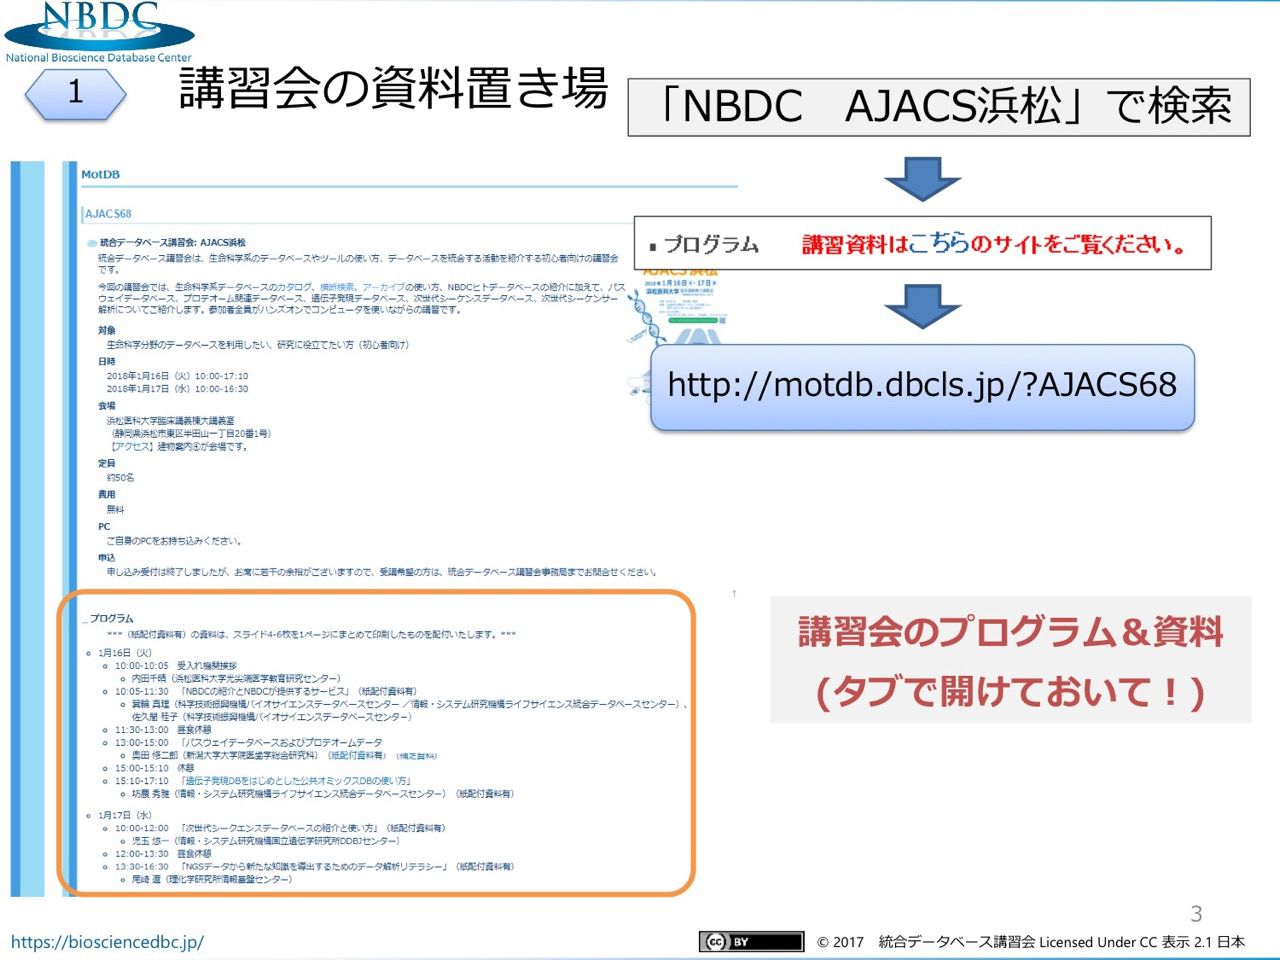 NBDC
National Bioscience Database Center
1
講習会の資料置き場
「NBDC　AJACS浜松」で検索
MotDB
AJACS68
統合データベース講習会: AJACS浜松
統合データベース講習会は、生命科学系のデータベースやツールの使い方、データベースを統合する活動を紹介する初心者向けの講習会
です。
今回の講習会では、生命科学系データベースのカタログ、横断検索、アーカイブの使い方、NBDCヒトデータベースの紹介に加えて、パス
ウェイデータベース、プロテオーム関連データベース、遺伝子発現データベース、次世代シーケンスデータベース、次世代シーケンサー
解析についてご紹介します。参加者全員がハンズオンでコンピュータを使いながらの講習です。
対象
生命科学分野のデータベースを利用したい、研究に役立てたい方（初心者向け）
日時
2018年1月16日（火）10:00-17:10
2018年1月17日（水）10:00-16:30
会場
浜松医科大学臨床講義棟大講義室
（静岡県浜松市東区半田山一丁目20番1号）
【アクセス】建物案内④が会場です。
定員
約50名
費用
無料
PC
ご自身のPCをお持ち込みください。
申込
申し込み受付は終了しましたが、お席に若干の余裕がございますので、受講希望の方は、統合データベース講習会事務局までお問合せください。
↑
プログラム　　講習資料はこちらのサイトをご覧ください。
AJACS浜松
2018年1月16日・17日
浜松医科大学
http://motdb.dbcls.jp/?AJACS68
プログラム
***（紙配付資料有）の資料は、スライド4-6枚を1ページにまとめて印刷したものを配付いたします。***
1月16日（火）
10:00-10:05　受入れ機関挨拶
内田千晴（浜松医科大学光尖端医学教育研究センター）
10:05-11:30　「NBDCの紹介とNBDCが提供するサービス」（紙配付資料有）
箕輪 真理（科学技術振興機構バイオサイエンスデータベースセンター ／情報・システム研究機構ライフサイエンス統合データベースセンター）、
佐久間 桂子（科学技術振興機構バイオサイエンスデータベースセンター）
11:30-13:00　昼食休憩
13:00-15:00　「パスウェイデータベースおよびプロテオームデータ
奥田 修二郎（新潟大学大学院医歯学総合研究科）（紙配付資料有）（補足資料）
15:00-15:10　休憩
15:10-17:10　「遺伝子発現DBをはじめとした公共オミックスDBの使い方」
坊農 秀雅（情報・システム研究機構ライフサイエンス統合データベースセンター）（紙配付資料有）
1月17日（水）
10:00-12:00　「次世代シークエンスデータベースの紹介と使い方」（紙配付資料有）
児玉 悠一（情報・システム研究機構国立遺伝学研究所DDBJセンター）
12:00-13:30　昼食休憩
13:30-16:30　「NGSデータから新たな知識を導出するためのデータ解析リテラシー」（紙配付資料有）
尾崎 遼（理化学研究所情報基盤センター）
講習会のプログラム＆資料
(タブで開けておいて！)
3
https://biosciencedbc.jp/
cc BY
© 2017　統合データベース講習会 Licensed Under CC 表示 2.1 日本